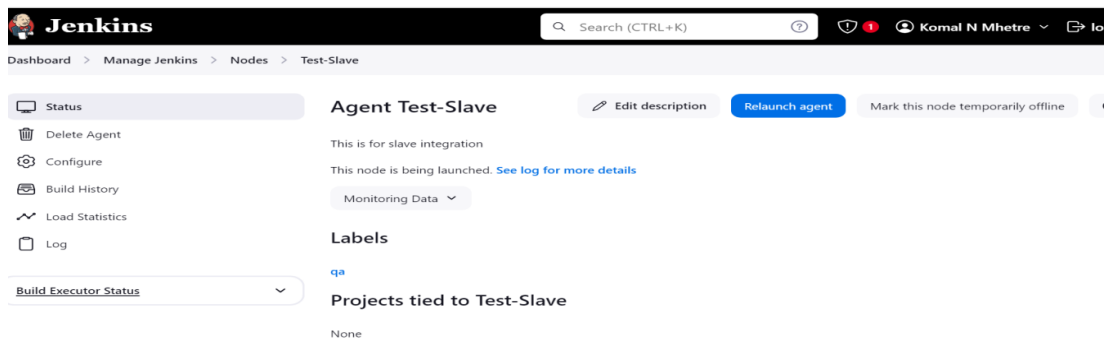 Jenkins
Search (CTRL+K)
1
Komal N Mhetre
lo
Dashboard > Manage Jenkins > Nodes > Test-Slave
Status
Delete Agent
Configure
Build History
Load Statistics
Log
Build Executor Status
Agent Test-Slave
Edit description
Relaunch agent
Mark this node temporarily offline
This is for slave integration
This node is being launched. See log for more details
Monitoring Data
Labels
qa
Projects tied to Test-Slave
None